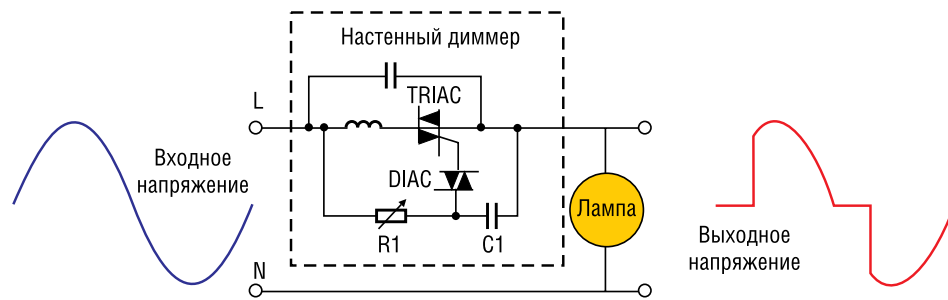 Настенный диммер
TRIAC
L
Входное
напряжение
DIAC
R1
C1
Лампа
Выходное
напряжение
N